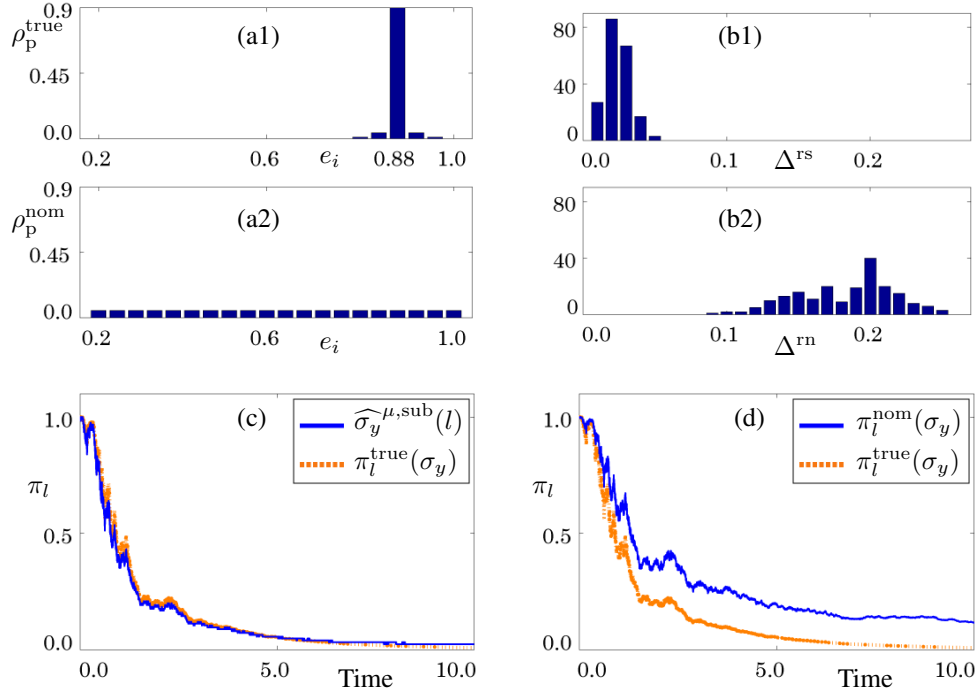 0.9
ρ_p^true
(a1)
0.45
0.0
0.2 0.6 e_i 0.88 1.0
80
(b1)
40
0
0.0 0.1 Δ^rs 0.2
0.9
ρ_p^nom
(a2)
0.45
0.0
0.2 0.6 e_i 1.0
80
(b2)
40
0
0.0 0.1 Δ^rn 0.2
1.0
(c)
\widehat{σ_y}^{μ,sub}(l)
π_l^true(σ_y)
π_l
0.5
0.0
0.0 5.0 Time 10.0
1.0
(d)
π_l^nom(σ_y)
π_l^true(σ_y)
π_l
0.5
0.0
0.0 5.0 Time 10.0